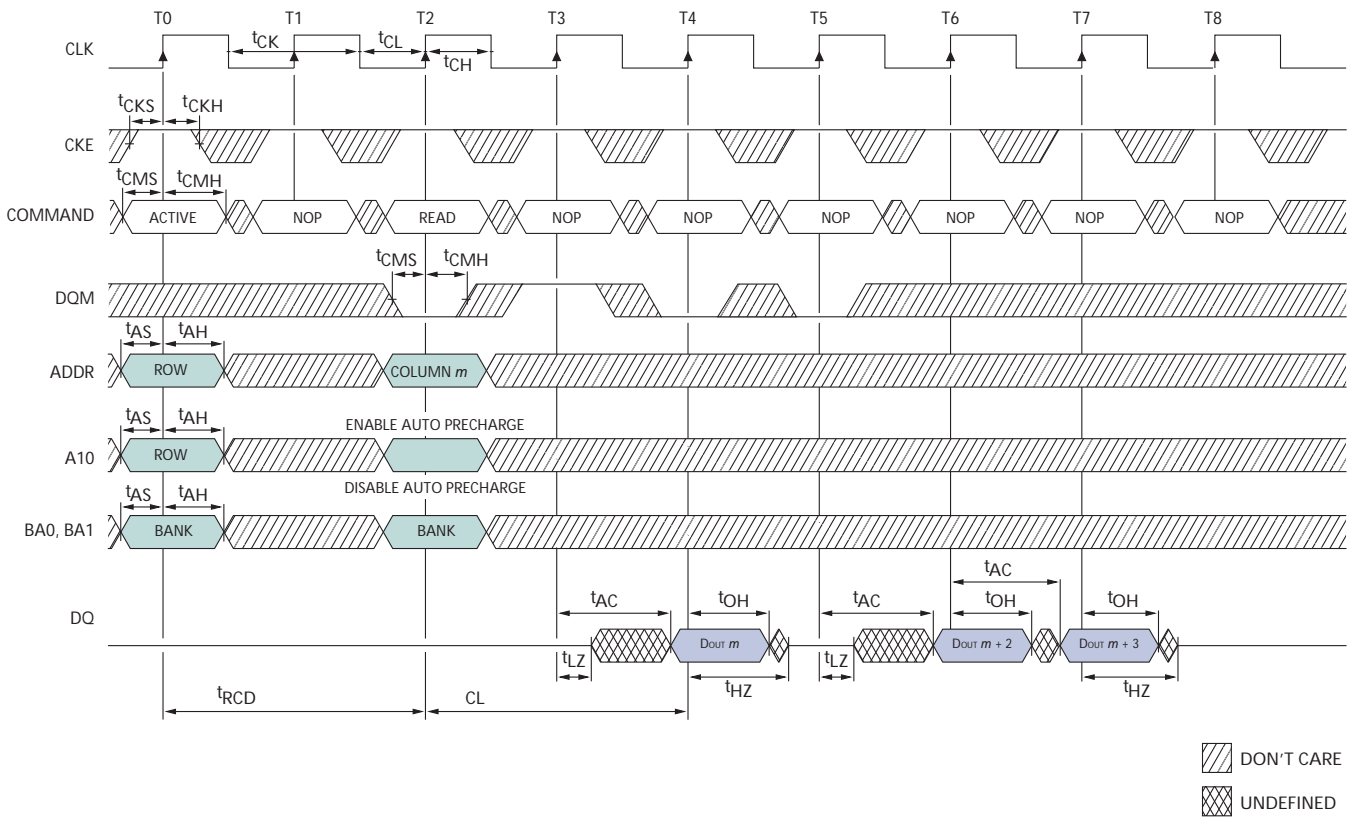 T0 T1 T2 T3 T4 T5 T6 T7 T8
CLK
tCK
tCL
tCH
tCKS tCKH
CKE
tCMS tCMH
COMMAND ACTIVE NOP READ NOP NOP NOP NOP NOP NOP
tCMS tCMH
DQM
tAS tAH
ADDR ROW COLUMN m
tAS tAH ENABLE AUTO PRECHARGE
A10 ROW
tAS tAH DISABLE AUTO PRECHARGE
BA0, BA1 BANK BANK
tAC
tAC tOH tAC tOH tOH
DQ
DOUT m DOUT m + 2 DOUT m + 3
tLZ tHZ tLZ tHZ
tRCD CL
DON'T CARE
UNDEFINED